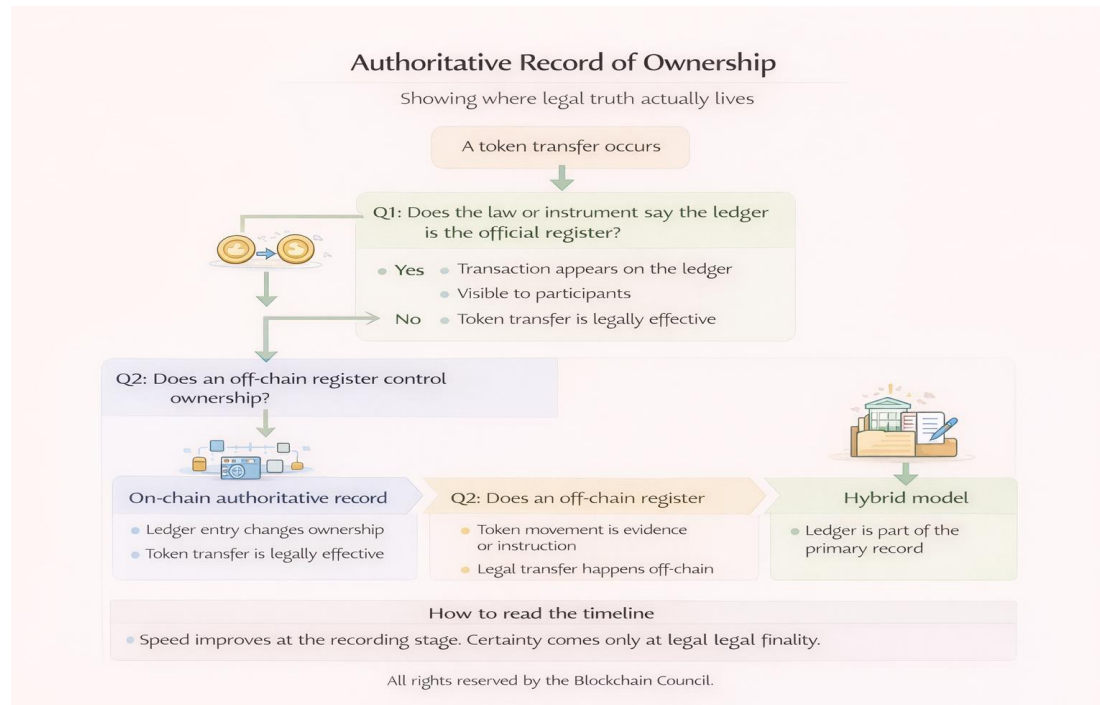 Authoritative Record of Ownership
Showing where legal truth actually lives
A token transfer occurs
Q1: Does the law or instrument say the ledger
is the official register?
Yes
Transaction appears on the ledger
Visible to participants
No
Token transfer is legally effective
Q2: Does an off-chain register control
ownership?
On-chain authoritative record
Ledger entry changes ownership
Token transfer is legally effective
Q2: Does an off-chain register
Token movement is evidence
or instruction
Legal transfer happens off-chain
Hybrid model
Ledger is part of the
primary record
How to read the timeline
Speed improves at the recording stage. Certainty comes only at legal legal finality.
All rights reserved by the Blockchain Council.